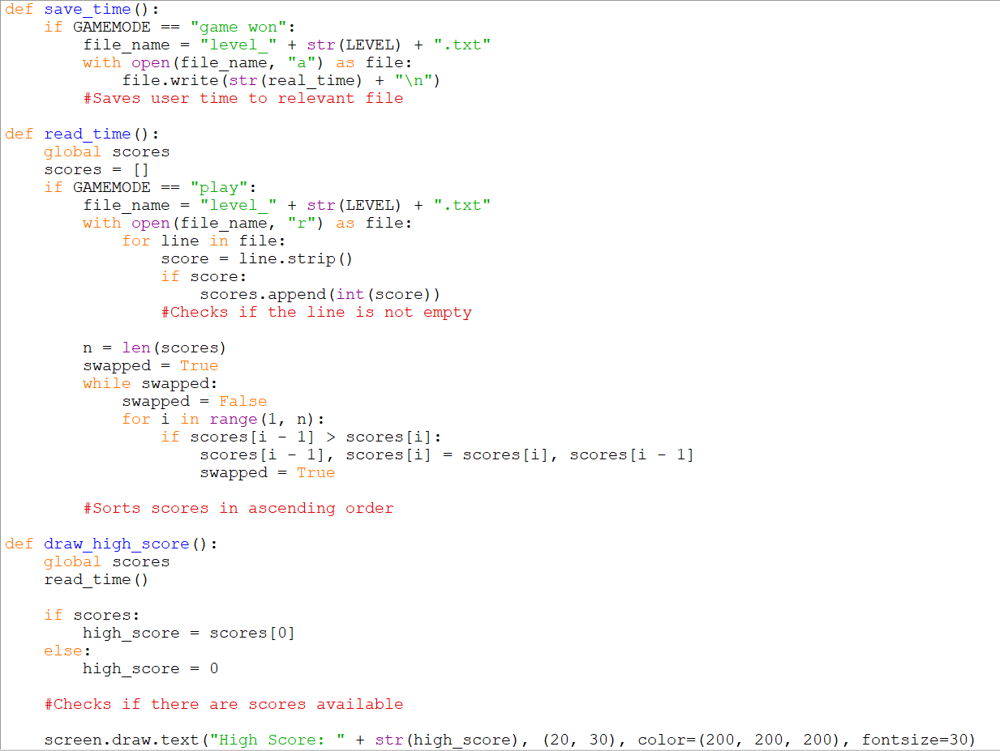 def save_time():
    if GAMEMODE == "game won":
        file_name = "level_" + str(LEVEL) + ".txt"
        with open(file_name, "a") as file:
            file.write(str(real_time) + "\n")
        #Saves user time to relevant file

def read_time():
    global scores
    scores = []
    if GAMEMODE == "play":
        file_name = "level_" + str(LEVEL) + ".txt"
        with open(file_name, "r") as file:
            for line in file:
                score = line.strip()
                if score:
                    scores.append(int(score))
                #Checks if the line is not empty

        n = len(scores)
        swapped = True
        while swapped:
            swapped = False
            for i in range(1, n):
                if scores[i - 1] > scores[i]:
                    scores[i - 1], scores[i] = scores[i], scores[i - 1]
                    swapped = True

        #Sorts scores in ascending order

def draw_high_score():
    global scores
    read_time()

    if scores:
        high_score = scores[0]
    else:
        high_score = 0

    #Checks if there are scores available

    screen.draw.text("High Score: " + str(high_score), (20, 30), color=(200, 200, 200), fontsize=30)